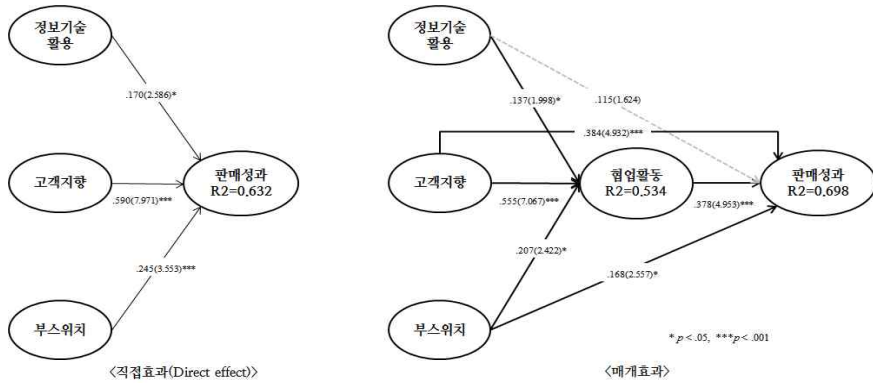 정보기술
활용
.170(2.586)*
고객지향
판매성과
R2=0.632
.590(7.971)***
.245(3.553)***
부스위치
<직접효과(Direct effect)>
정보기술
활용
.137(1.998)*
.115(1.624)
.384(4.932)***
고객지향
협업활동
R2=0.534
판매성과
R2=0.698
.555(7.067)***
.378(4.953)***
.207(2.422)*
.168(2.557)*
부스위치
* p < .05, ***p < .001
<매개효과>